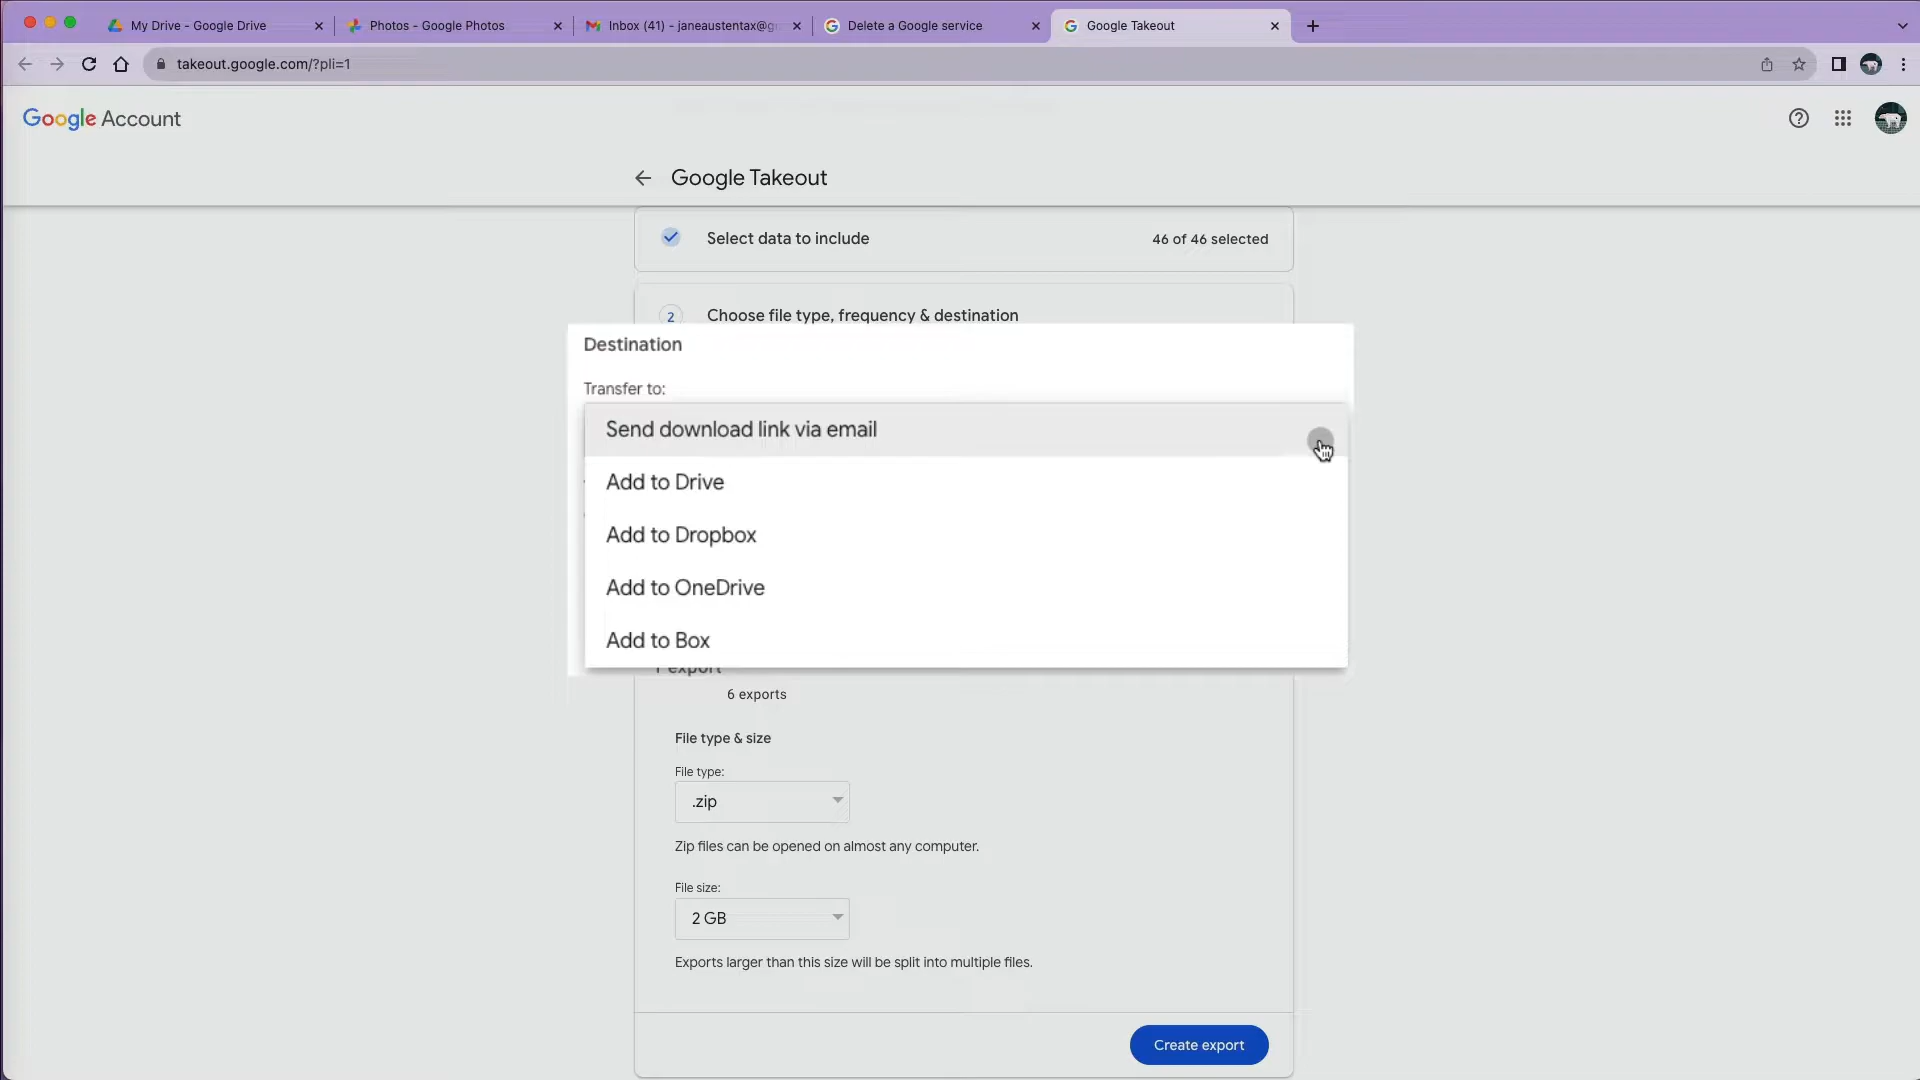 My Drive - Google Drive
Photos - Google Photos
Inbox (41) - janeaustentax@g
Delete a Google service
Google Takeout
takeout.google.com/?pli=1
Google Account
Google Takeout
Select data to include
46 of 46 selected
2
Choose file type, frequency & destination
Destination
Transfer to:
Send download link via email
Add to Drive
Add to Dropbox
Add to OneDrive
Add to Box
export
6 exports
File type & size
File type:
.zip
Zip files can be opened on almost any computer.
File size:
2 GB
Exports larger than this size will be split into multiple files.
Create export